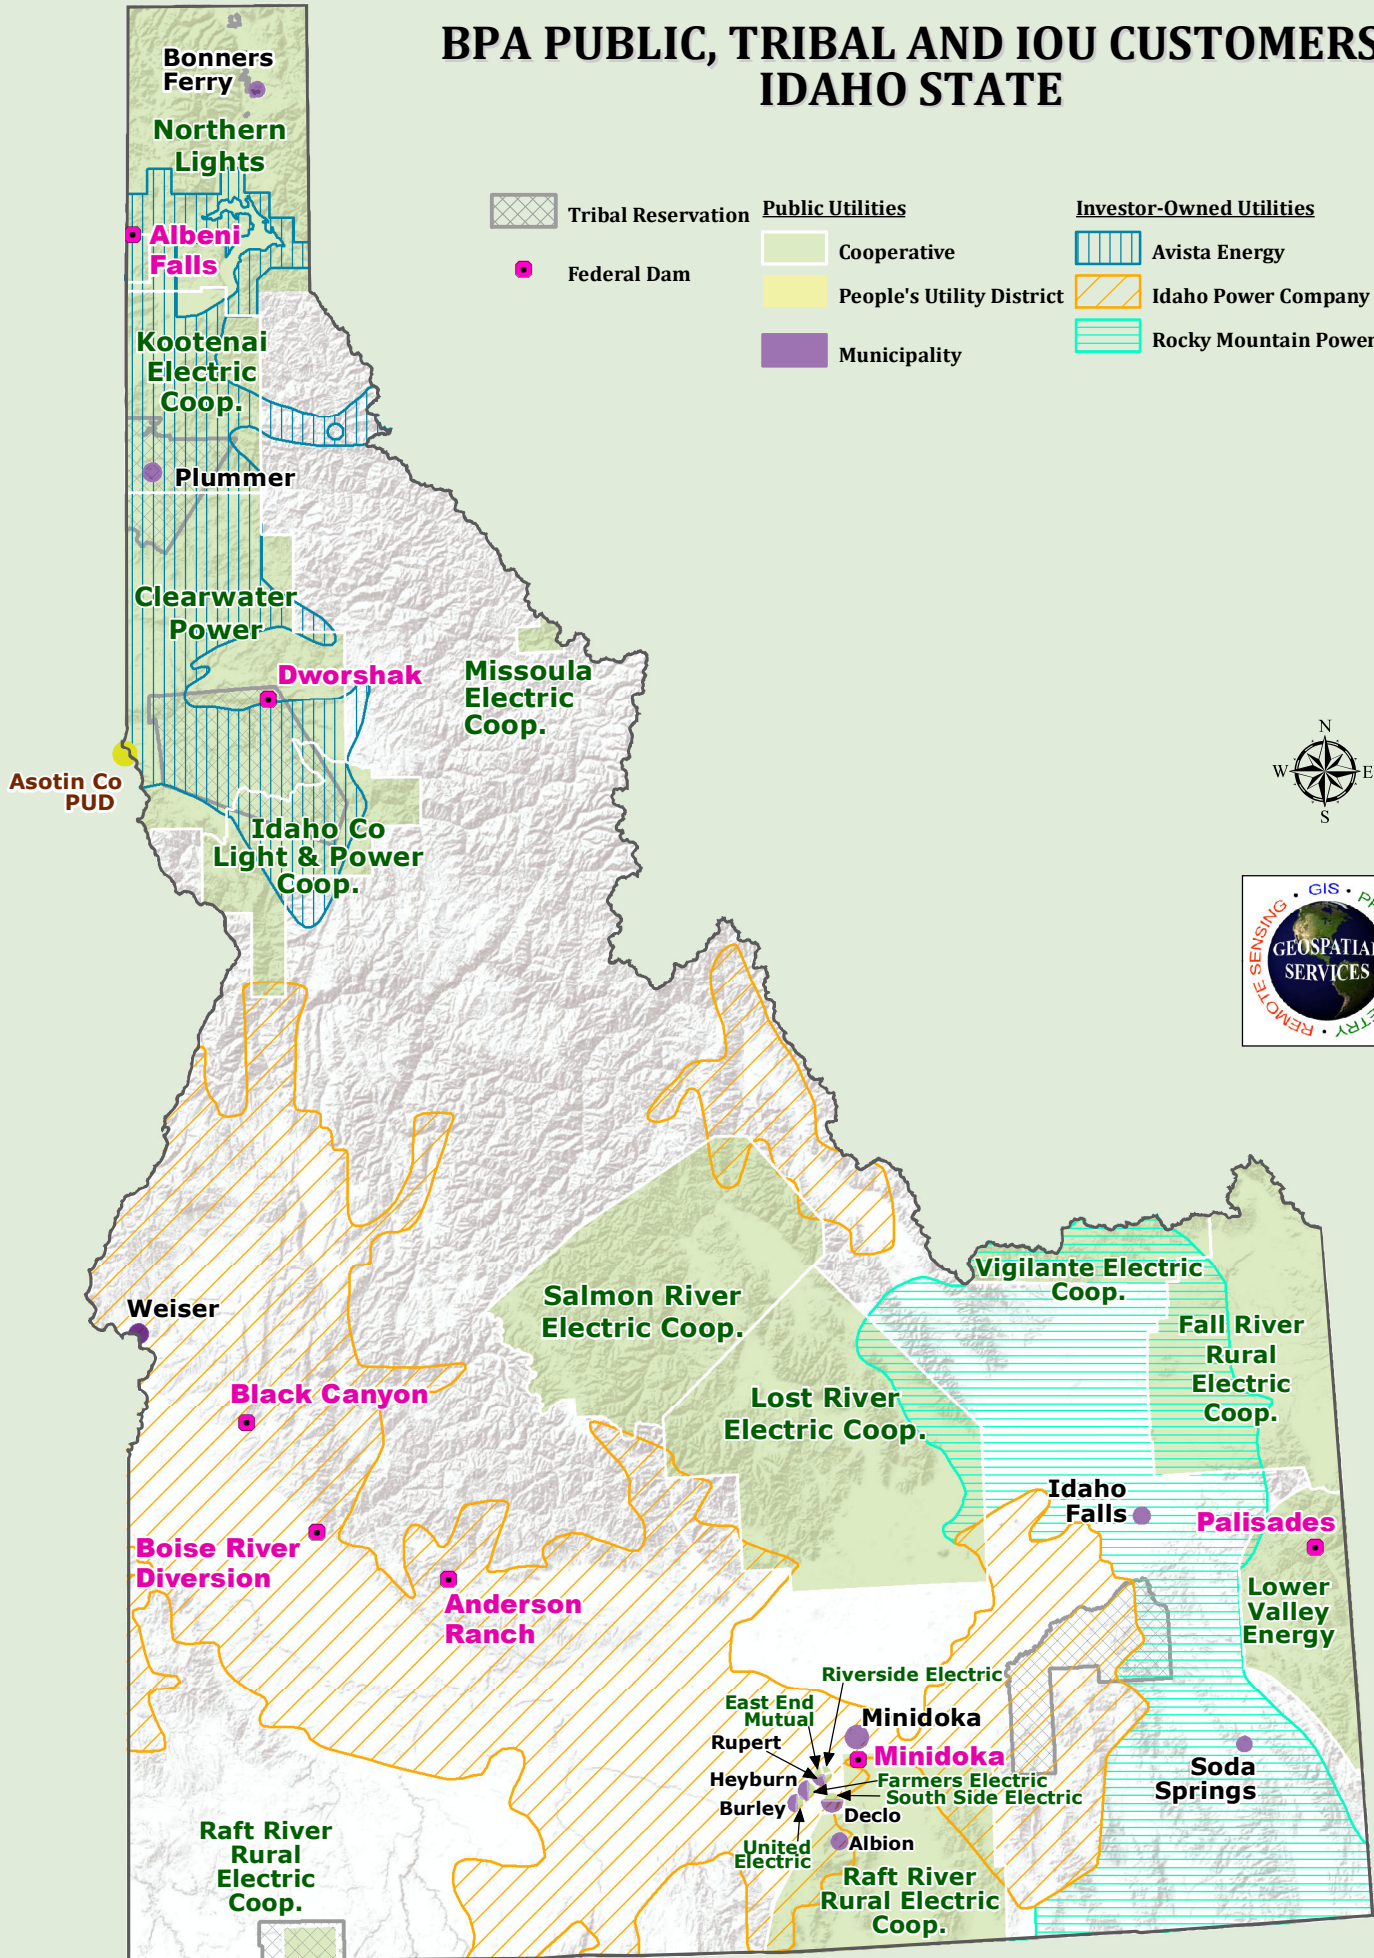 BPA PUBLIC, TRIBAL AND IOU CUSTOMERS
IDAHO STATE
Tribal Reservation
Federal Dam
Public Utilities
Cooperative
People's Utility District
Municipality
Investor-Owned Utilities
Avista Energy
Idaho Power Company
Rocky Mountain Power
Bonners
Ferry
Northern
Lights
Albeni
Falls
Kootenai
Electric
Coop.
Plummer
Clearwater
Power
Dworshak
Missoula
Electric
Coop.
Asotin Co
PUD
Idaho Co
Light & Power
Coop.
N
W
E
S
GIS
REMOTE SENSING
GEOSPATIAL
SERVICES
Salmon River
Electric Coop.
Vigilante Electric
Coop.
Weiser
Fall River
Rural
Electric
Coop.
Black Canyon
Lost River
Electric Coop.
Idaho
Falls
Palisades
Boise River
Diversion
Anderson
Ranch
Lower
Valley
Energy
Riverside Electric
East End
Mutual
Minidoka
Rupert
Minidoka
Heyburn
Farmers Electric
South Side Electric
Burley
Declo
Albion
United
Electric
Soda
Springs
Raft River
Rural
Electric
Coop.
Raft River
Rural Electric
Coop.